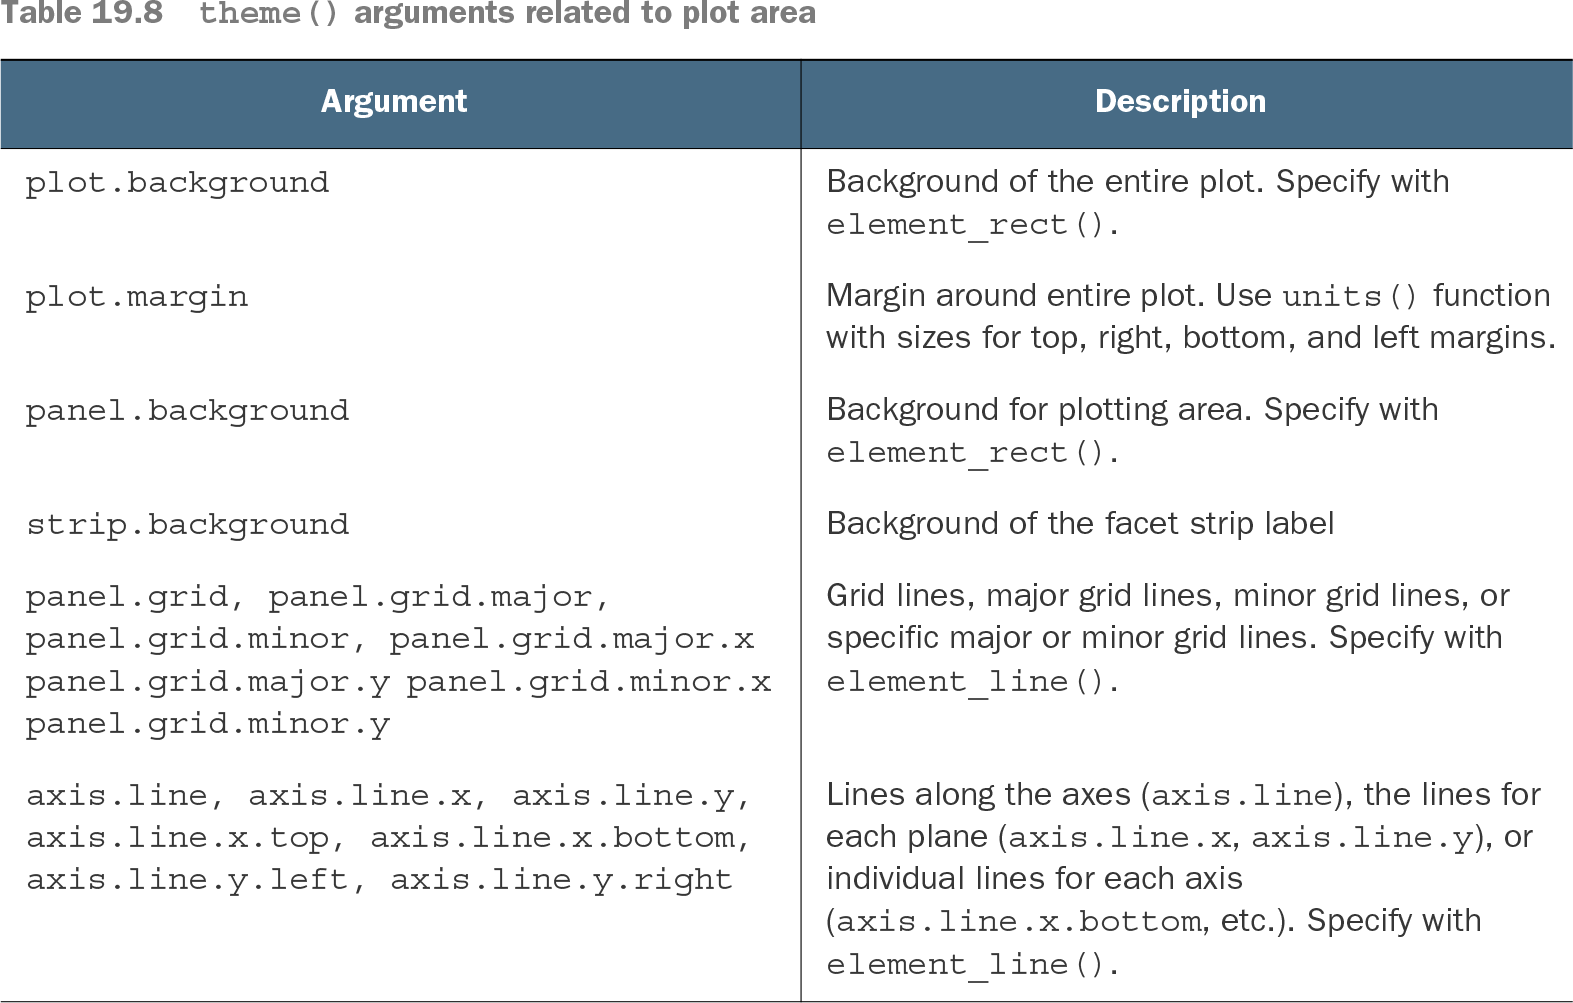 Table 19.8 theme() arguments related to plot area
Argument Description
plot.background
Background of the entire plot. Specify with
element_rect().
plot.margin
Margin around entire plot. Use units() function
with sizes for top, right, bottom, and left margins.
panel.background
Background for plotting area. Specify with
element_rect().
strip.background
Background of the facet strip label
panel.grid, panel.grid.major,
panel.grid.minor, panel.grid.major.x
panel.grid.major.y panel.grid.minor.x
panel.grid.minor.y
Grid lines, major grid lines, minor grid lines, or
specific major or minor grid lines. Specify with
element_line().
axis.line, axis.line.x, axis.line.y,
axis.line.x.top, axis.line.x.bottom,
axis.line.y.left, axis.line.y.right
Lines along the axes (axis.line), the lines for
each plane (axis.line.x, axis.line.y), or
individual lines for each axis
(axis.line.x.bottom, etc.). Specify with
element_line().